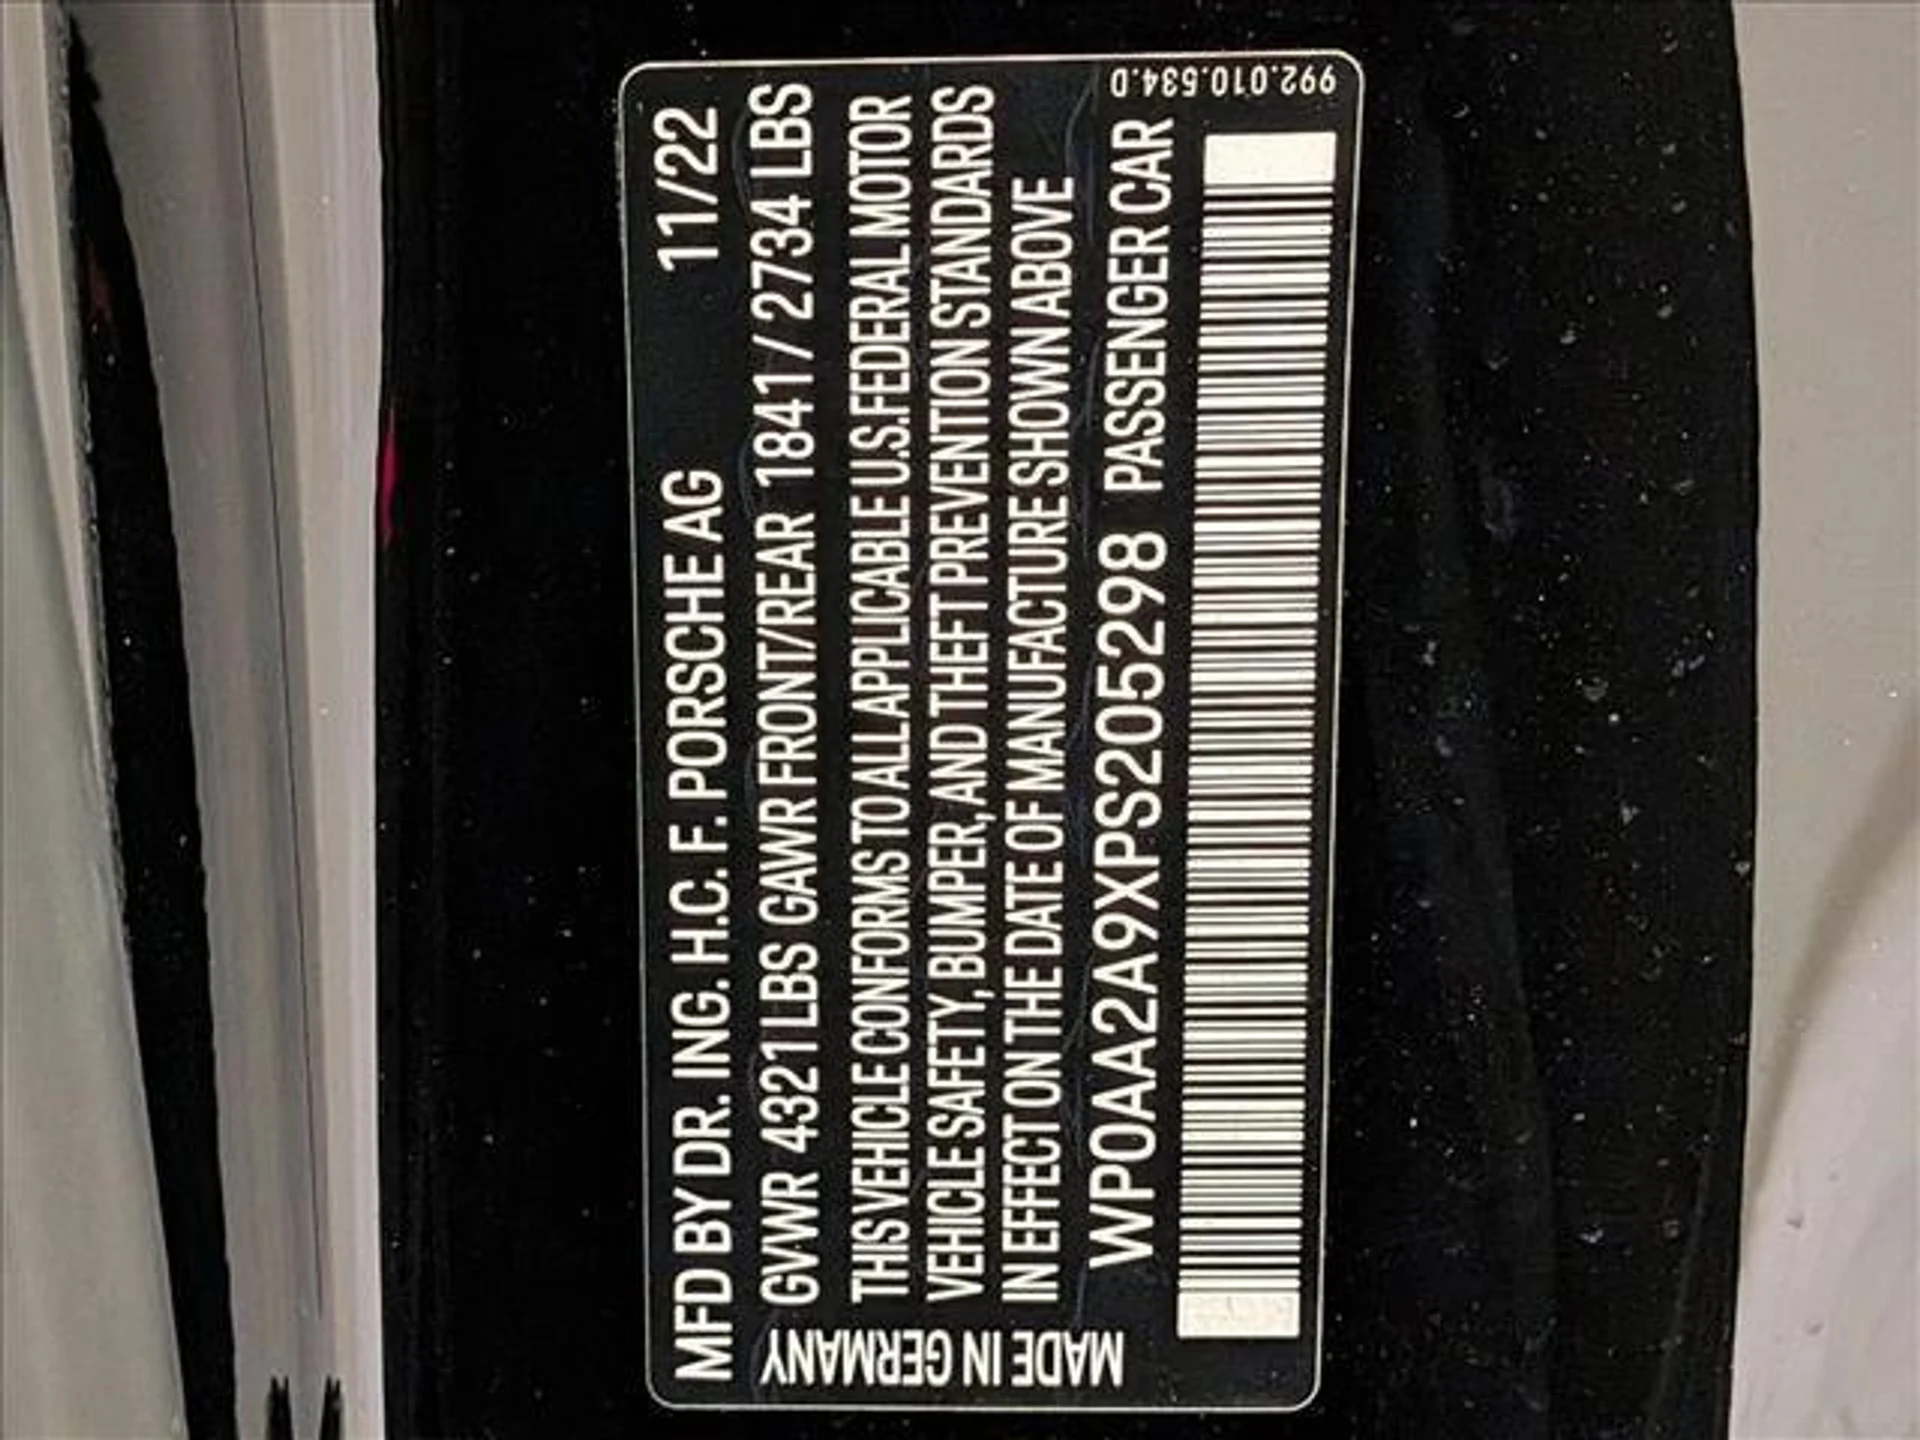 MFD BY DR. ING. H.C. F. PORSCHE AG 11/22
GVWR 4321 LBS GAWR FRONT/REAR 1841 / 2734 LBS
THIS VEHICLE CONFORMS TO ALL APPLICABLE U.S. FEDERAL MOTOR
VEHICLE SAFETY, BUMPER, AND THEFT PREVENTION STANDARDS
IN EFFECT ON THE DATE OF MANUFACTURE SHOWN ABOVE
WP0AA2A9XPS205298 PASSENGER CAR
MADE IN GERMANY
992.010.534.D